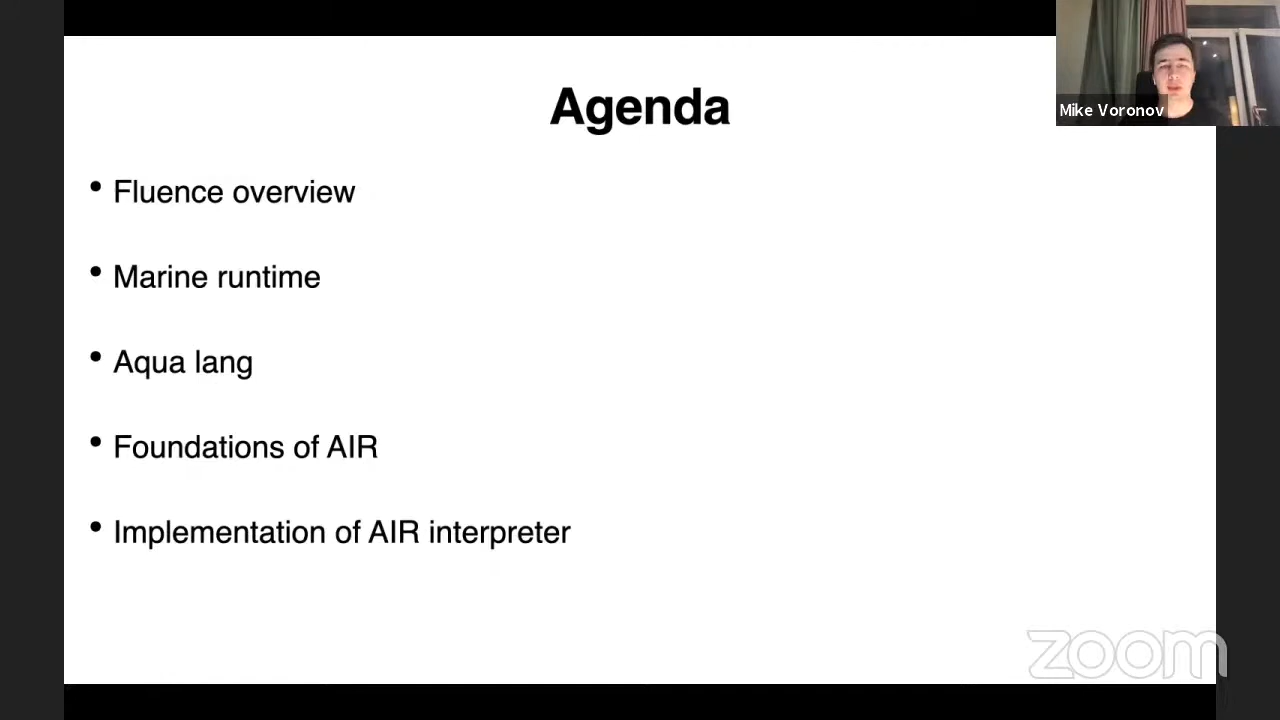 Agenda
Mike Voronov
• Fluence overview
• Marine runtime
• Aqua lang
• Foundations of AIR
• Implementation of AIR interpreter
zoom